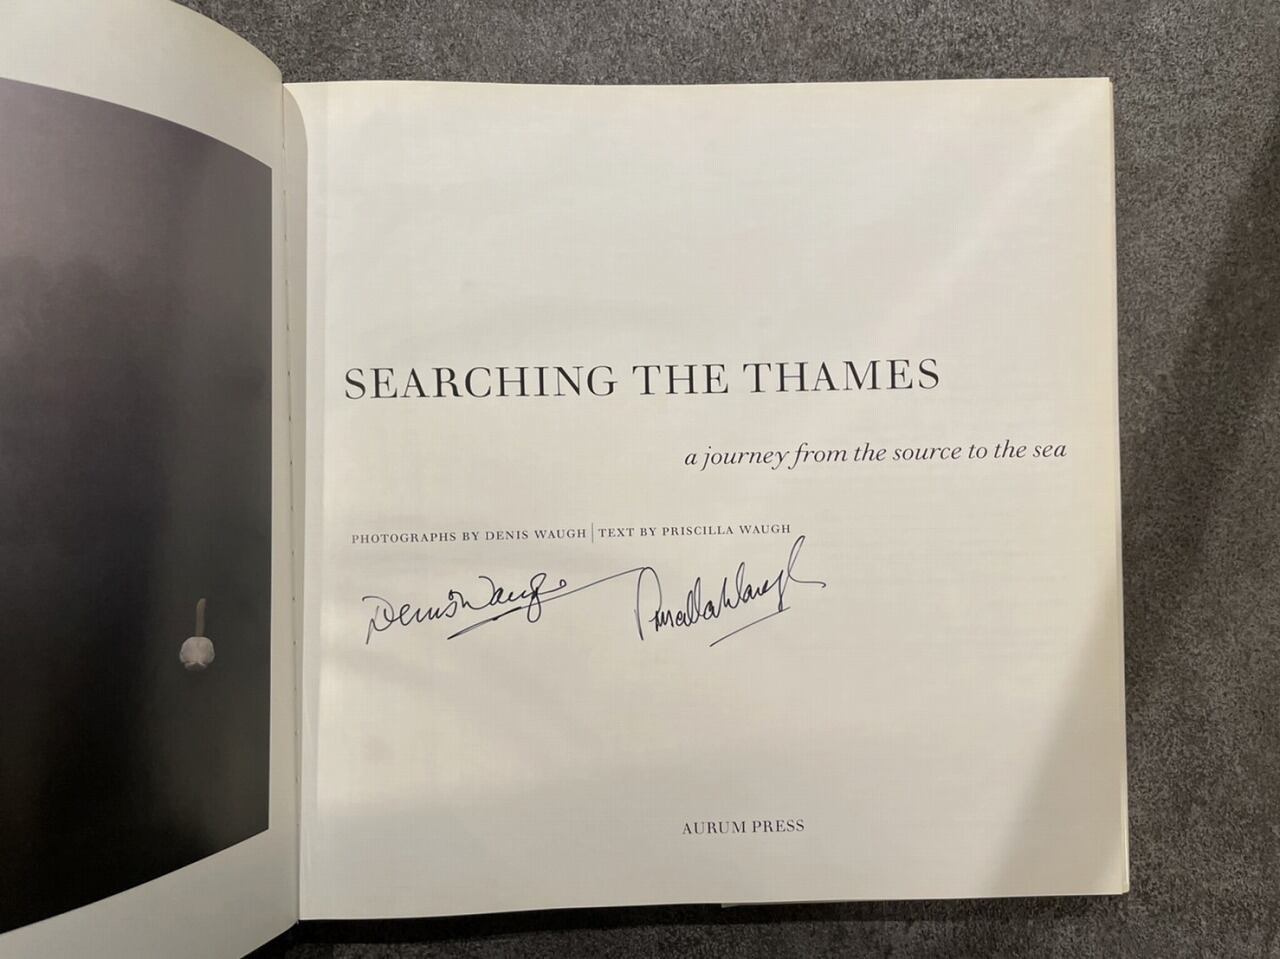 SEARCHING THE THAMES
a journey from the source to the sea
PHOTOGRAPHS BY DENIS WAUGH | TEXT BY PRISCILLA WAUGH
Denis Waugh Priscilla Waugh
AURUM PRESS